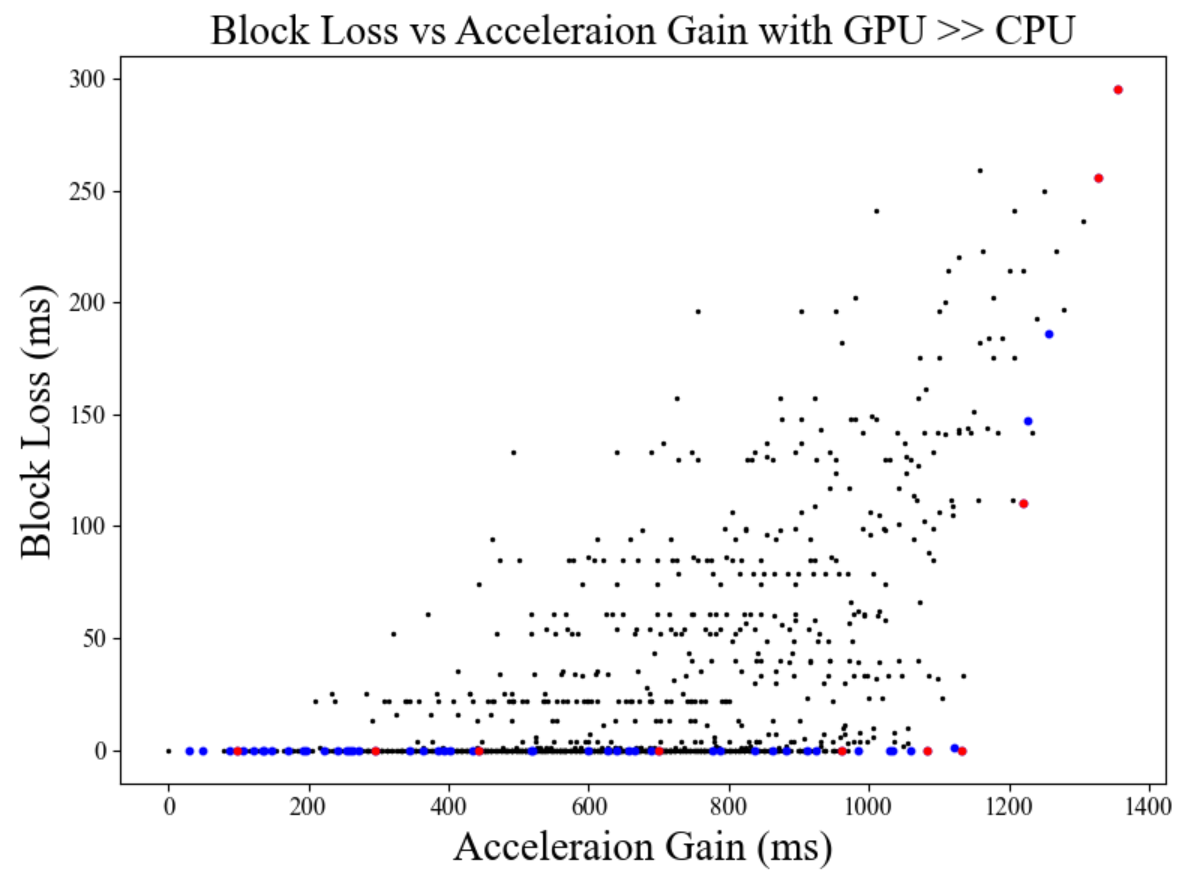 Block Loss vs Acceleraion Gain with GPU >> CPU
300
250
200
150
100
50
0
Block Loss (ms)
0 200 400 600 800 1000 1200 1400
Acceleraion Gain (ms)